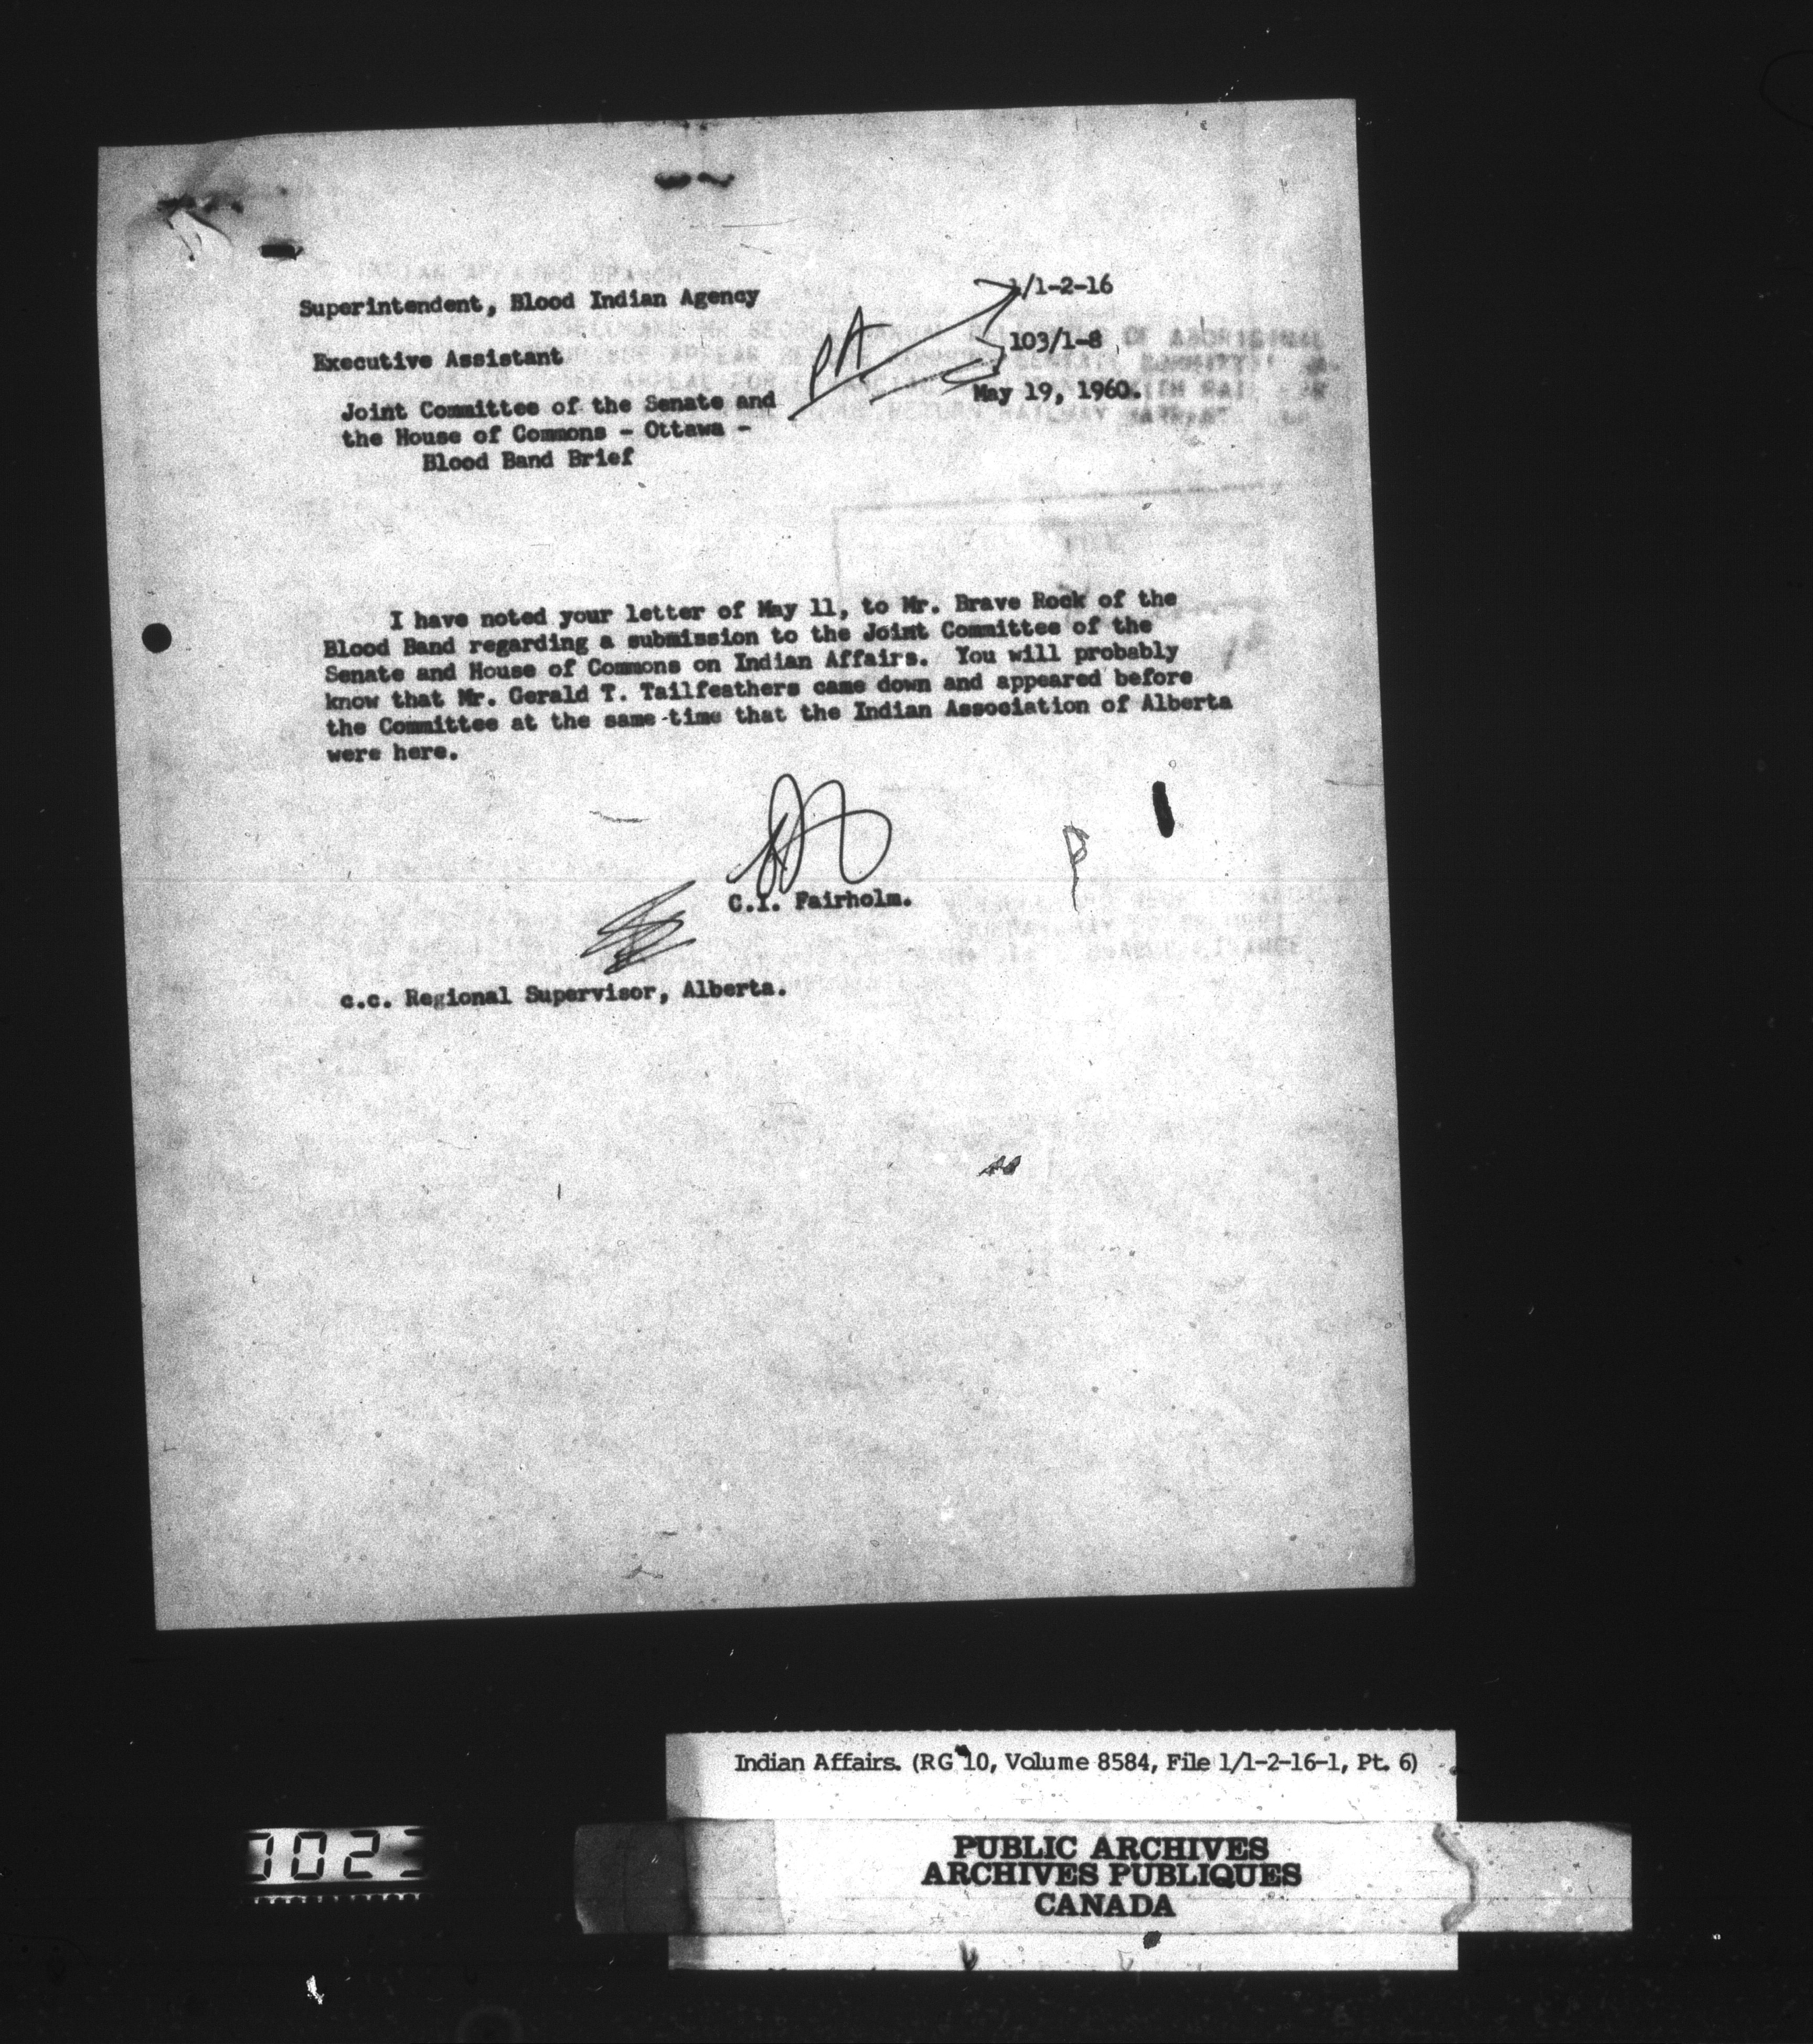 Superintendent, Blood Indian Agency
1/1-2-16
103/1-8
Executive Assistant
PA
May 19, 1960.
Joint Committee of the Senate and
the House of Commons - Ottawa -
Blood Band Brief
I have noted your letter of May 11, to Mr. Brave Rock of the
Blood Band regarding a submission to the Joint Committee of the
Senate and House of Commons on Indian Affairs. You will probably
know that Mr. Gerald T. Tailfeathers came down and appeared before
the Committee at the same time that the Indian Association of Alberta
were here.
C.I. Fairholm.
c.c. Regional Supervisor, Alberta.
Indian Affairs. (RG 10, Volume 8584, File 1/1-2-16-1, Pt. 6)
PUBLIC ARCHIVES
ARCHIVES PUBLIQUES
CANADA